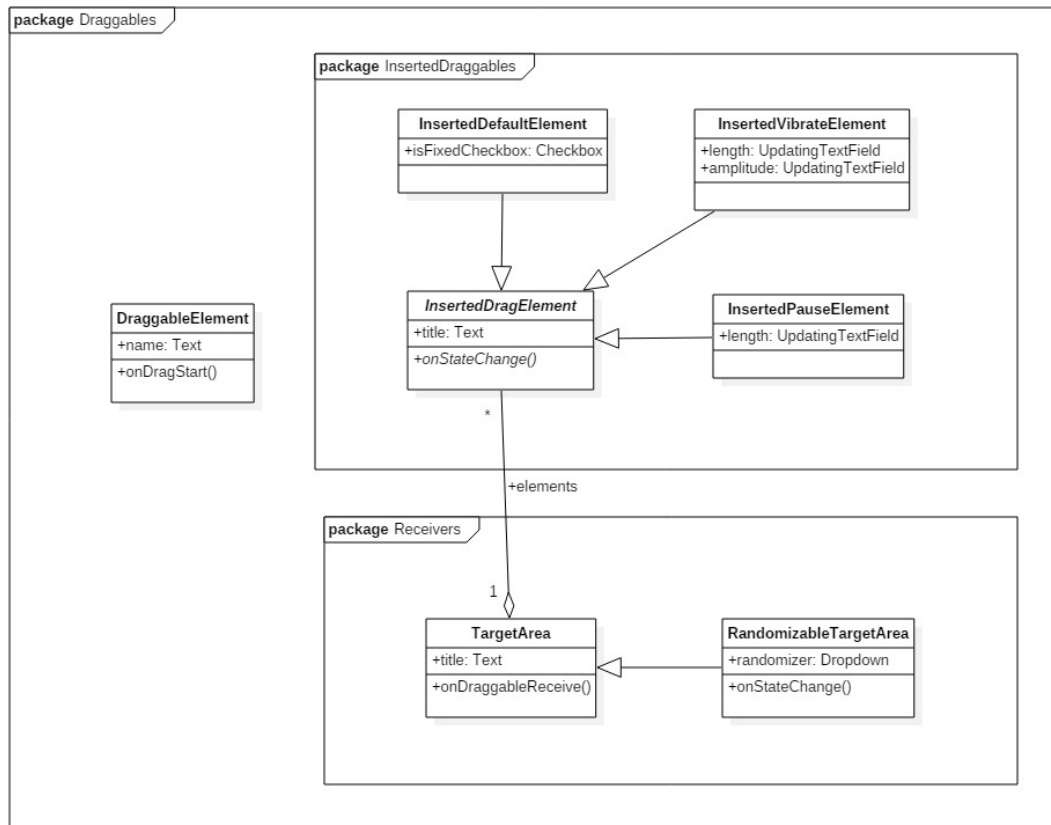 package Draggables
package InsertedDraggables
InsertedDefaultElement
+isFixedCheckbox: Checkbox
InsertedVibrateElement
+length: UpdatingTextField
+amplitude: UpdatingTextField
DraggableElement
+name: Text
+onDragStart()
InsertedDragElement
+title: Text
+onStateChange()
InsertedPauseElement
+length: UpdatingTextField
*
+elements
package Receivers
1
TargetArea
+title: Text
+onDraggableReceive()
RandomizableTargetArea
+randomizer: Dropdown
+onStateChange()